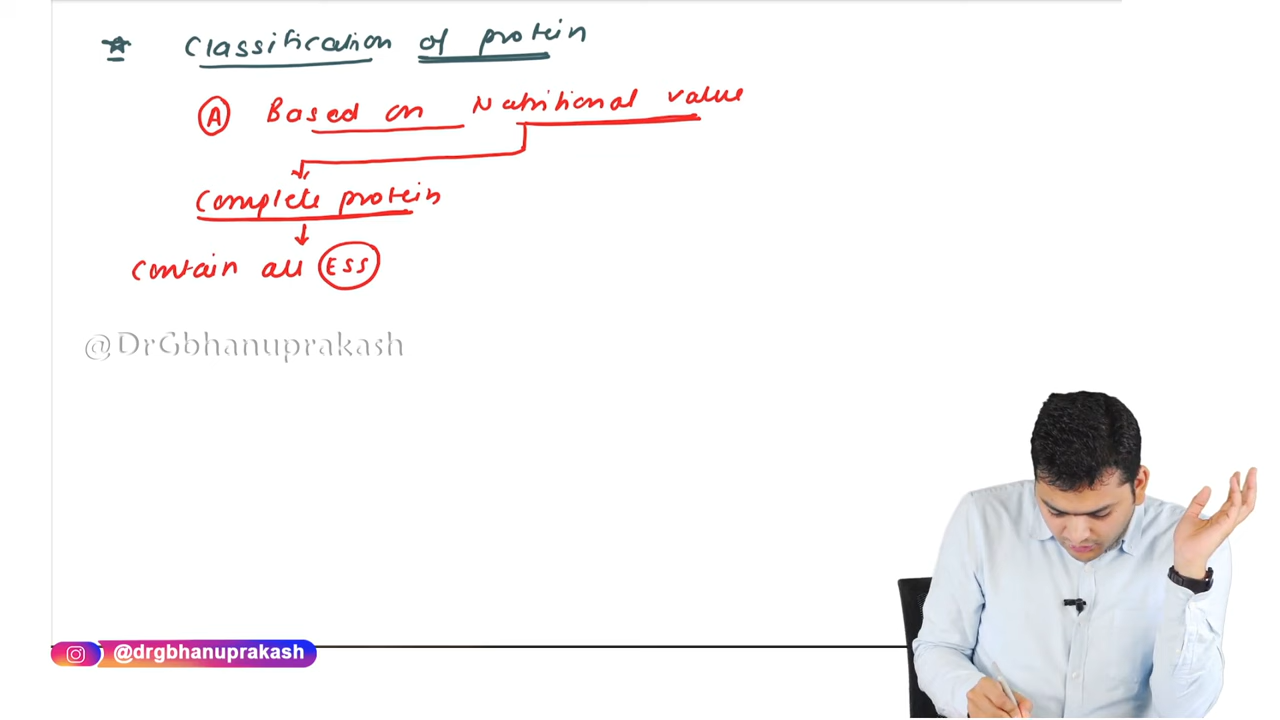 * Classification of protein
A Based on Nutritional value
Complete protein
Contain all ESS
@DrGbhanuprakash
@drgbhanuprakash